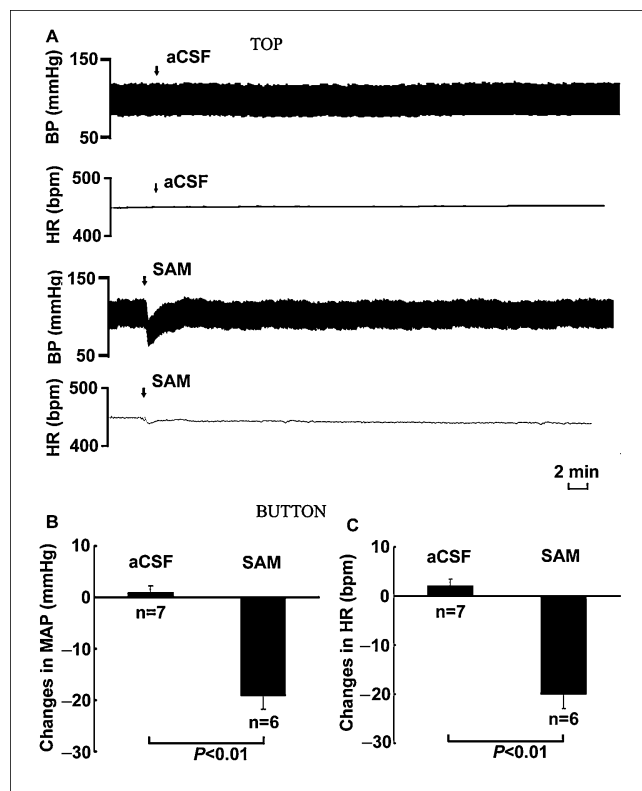 A
TOP
aCSF
150
BP (mmHg)
50
aCSF
500
HR (bpm)
400
SAM
150
BP (mmHg)
50
SAM
500
HR (bpm)
400
2 min
BUTTON
B
10
aCSF
SAM
0
n=7
Changes in MAP (mmHg)
–10
–20
n=6
–30
P<0.01
C
10
aCSF
SAM
0
n=7
Changes in HR (bpm)
–10
–20
n=6
–30
P<0.01